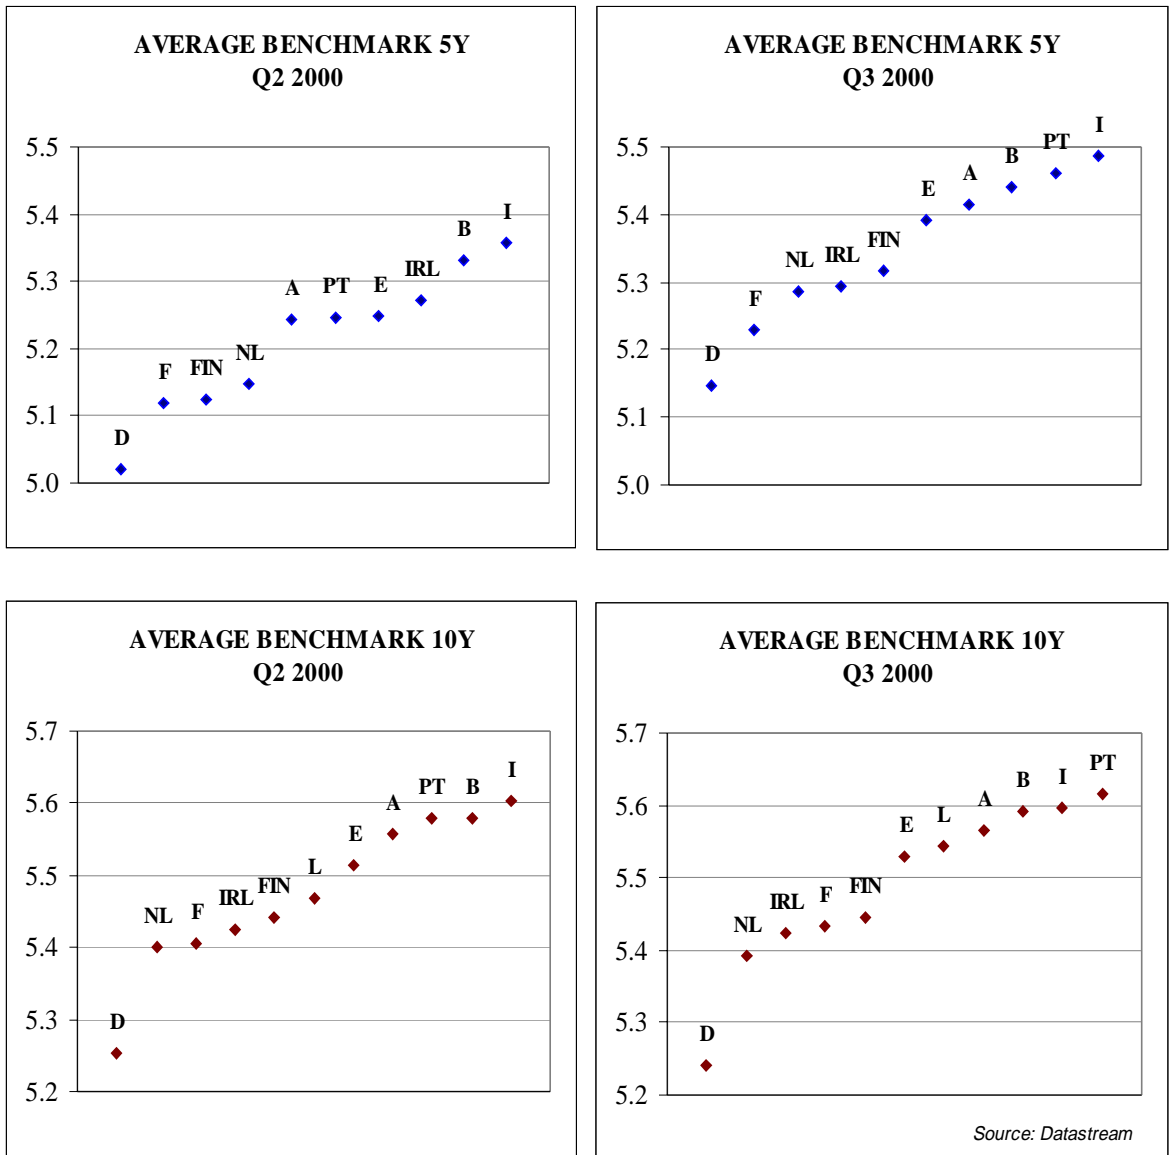 AVERAGE BENCHMARK 5Y
Q2 2000
5.5
5.4
5.3
5.2
5.1
5.0
D
F
FIN
NL
A
PT
E
IRL
B
I
AVERAGE BENCHMARK 5Y
Q3 2000
5.5
5.4
5.3
5.2
5.1
5.0
D
F
NL
IRL
FIN
E
A
B
PT
I
AVERAGE BENCHMARK 10Y
Q2 2000
5.7
5.6
5.5
5.4
5.3
5.2
D
NL
F
IRL
FIN
L
E
A
PT
B
I
AVERAGE BENCHMARK 10Y
Q3 2000
5.7
5.6
5.5
5.4
5.3
5.2
D
NL
IRL
F
FIN
E
L
A
B
I
PT
Source: Datastream